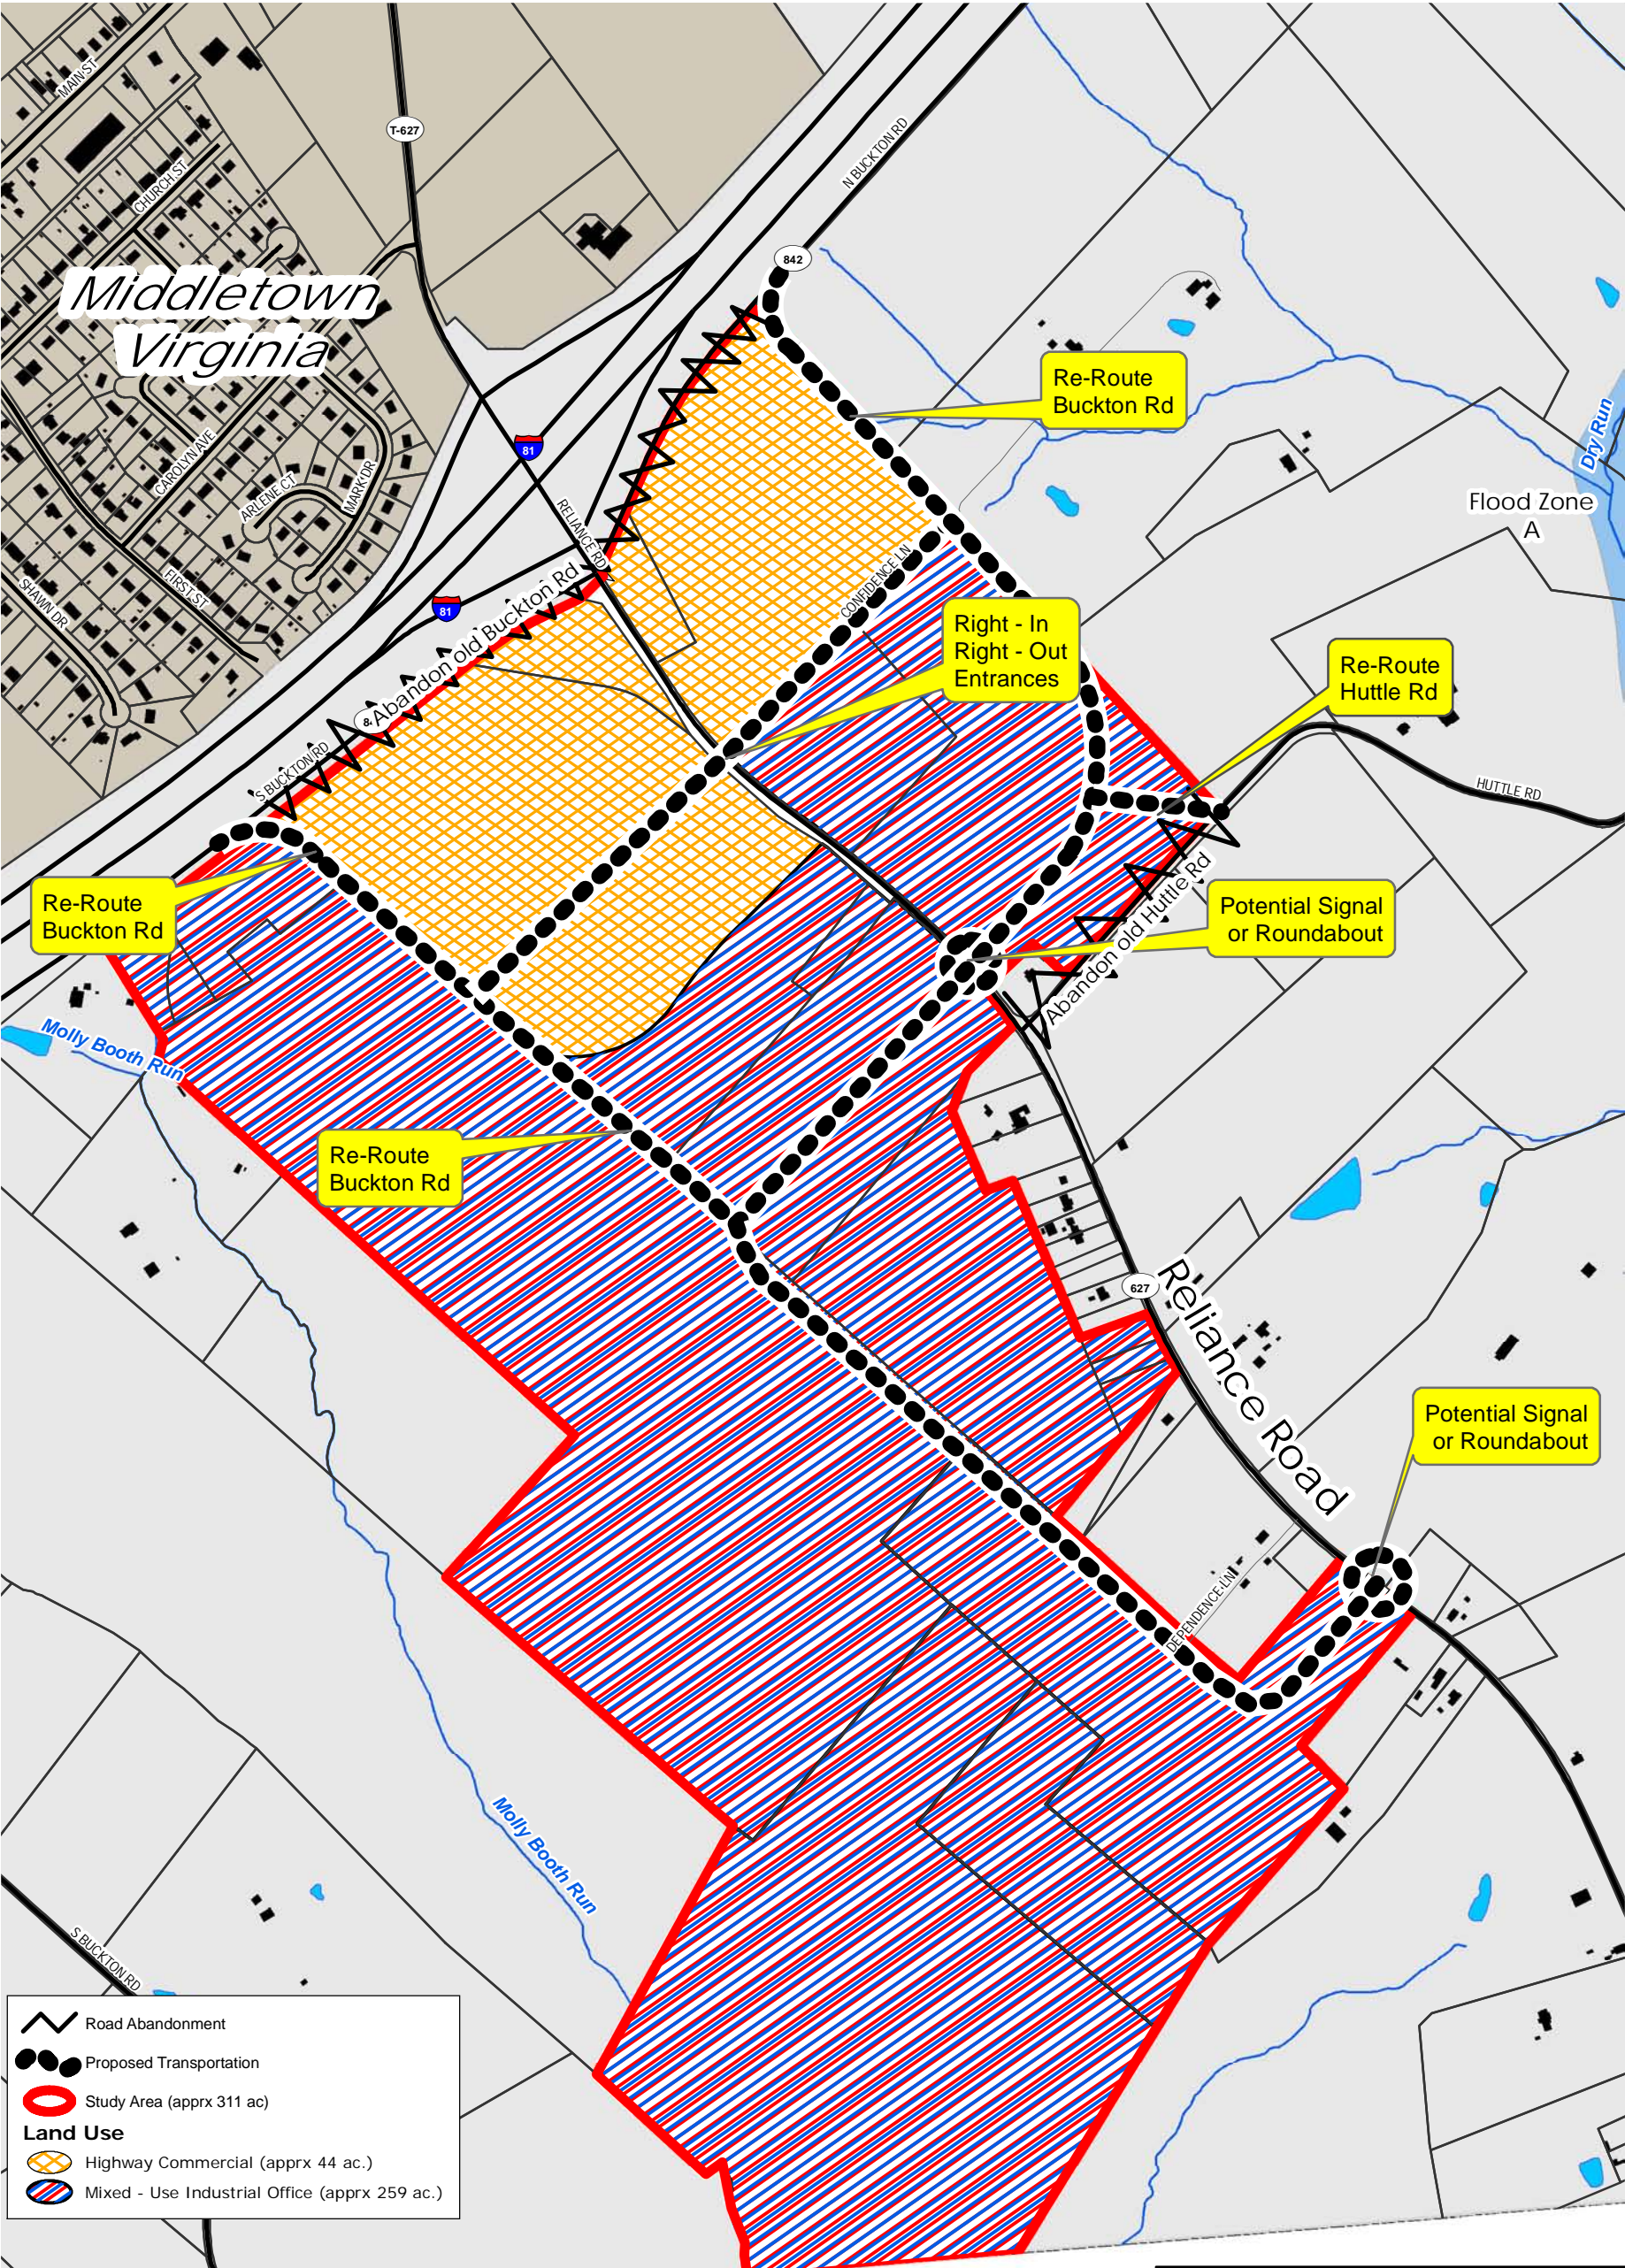 MAIN ST
T-627
CHURCH ST
N BUCKTON RD
842
Middletown
Virginia
Re-Route
Buckton Rd
CAROLYN AVE
ARLENE CT
MARK DR
81
RELIANCE RD
Dry Run
Flood Zone
A
FIRST ST
SHAWN DR
81
CONFIDENCE LN
Abandon old Buckton Rd
Right - In
Right - Out
Entrances
Re-Route
Huttle Rd
S BUCKTON RD
HUTTLE RD
Re-Route
Buckton Rd
Potential Signal
or Roundabout
Abandon old Huttle Rd
Molly Booth Run
Re-Route
Buckton Rd
627
Reliance Road
Potential Signal
or Roundabout
DEPENDENCE LN
Molly Booth Run
S BUCKTON RD
Road Abandonment
Proposed Transportation
Study Area (apprx 311 ac)
Land Use
Highway Commercial (apprx 44 ac.)
Mixed - Use Industrial Office (apprx 259 ac.)